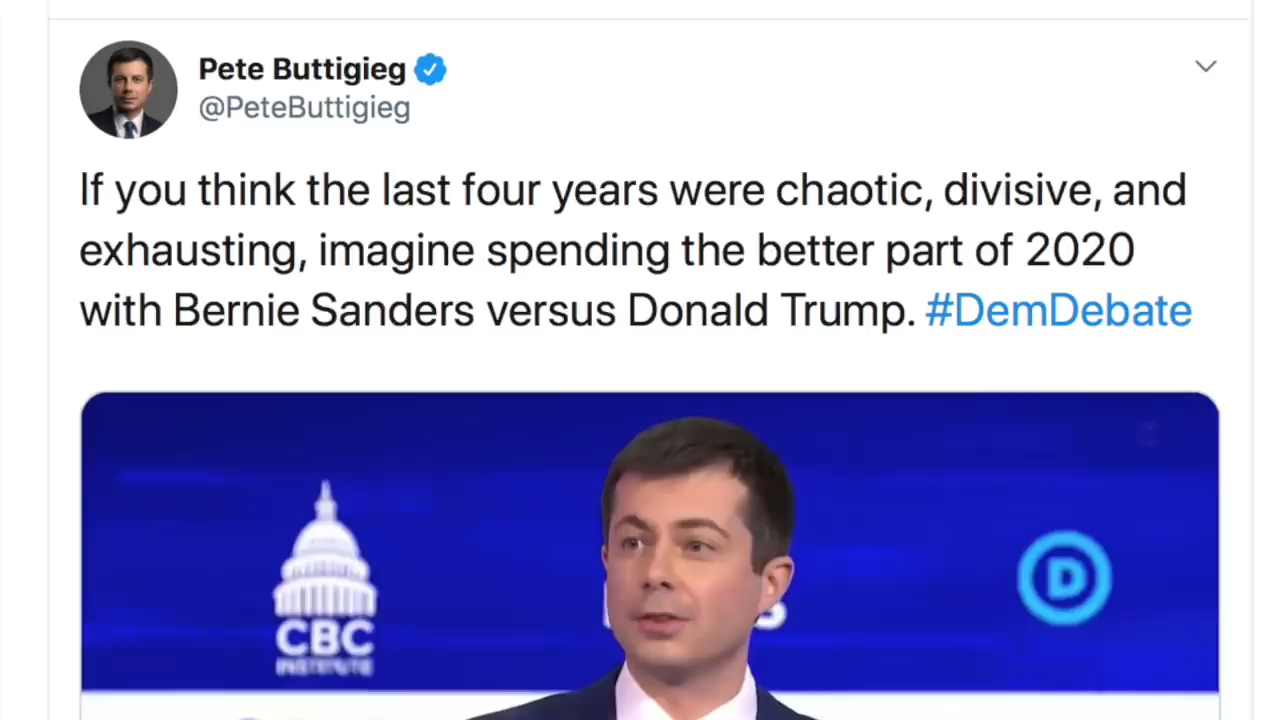 Pete Buttigieg
@PeteButtigieg
If you think the last four years were chaotic, divisive, and
exhausting, imagine spending the better part of 2020
with Bernie Sanders versus Donald Trump. #DemDebate
D
CBC
INSTITUTE